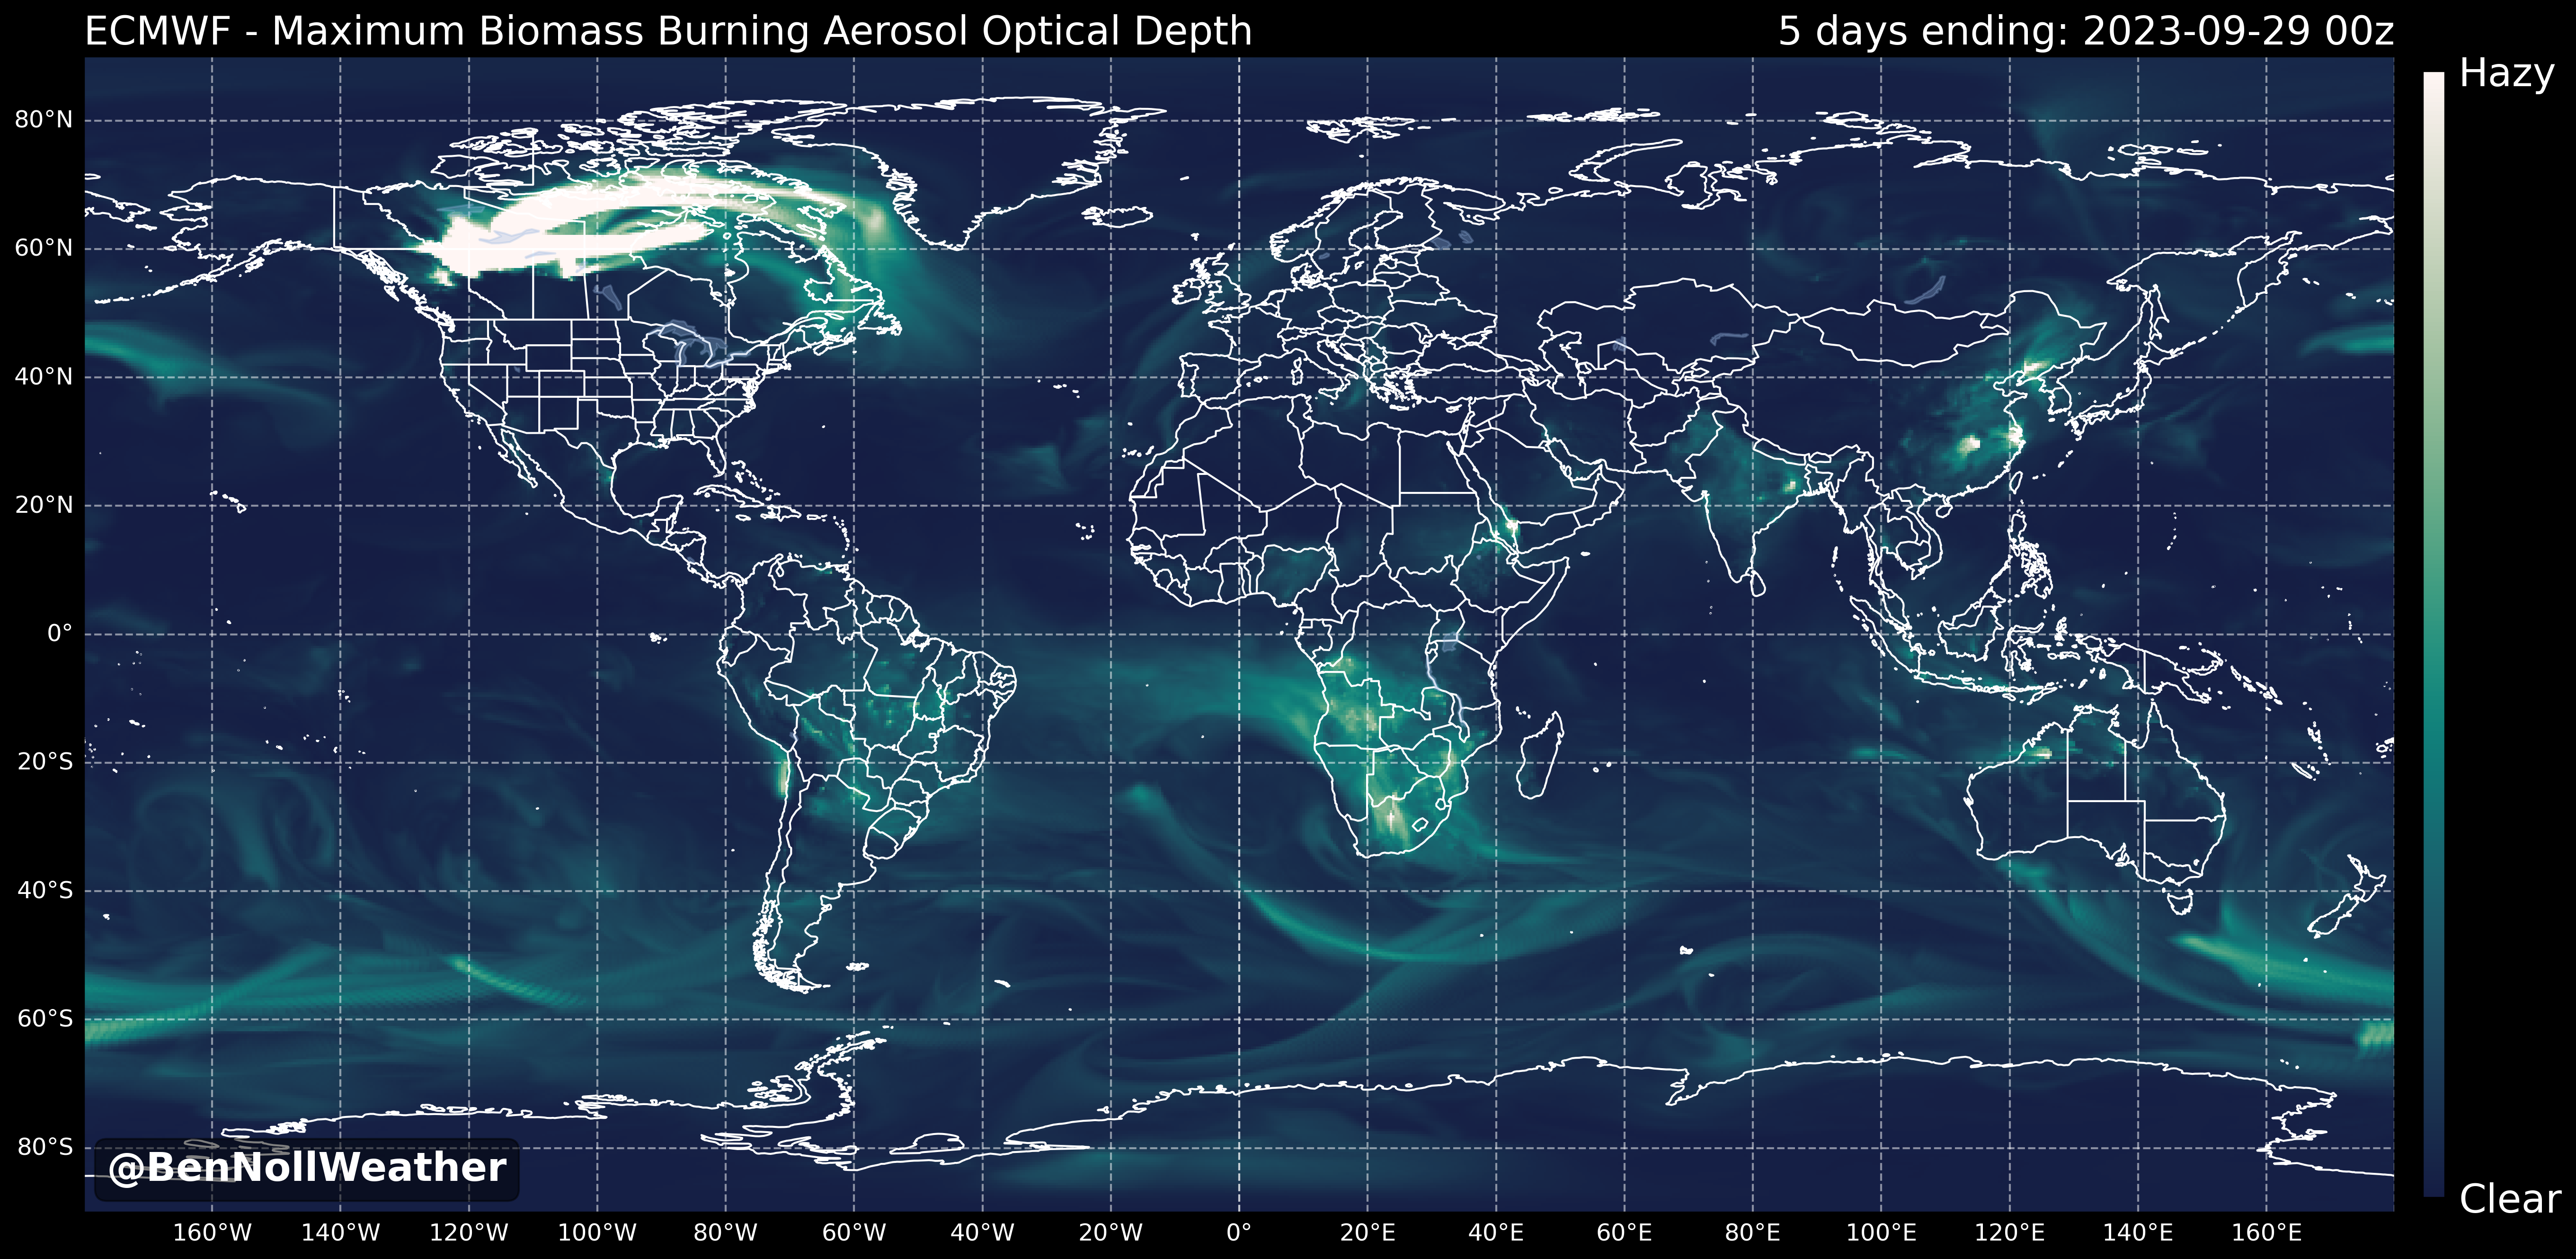 ECMWF - Maximum Biomass Burning Aerosol Optical Depth
5 days ending: 2023-09-29 00z
Hazy
80°N
60°N
40°N
20°N
0°
20°S
40°S
60°S
80°S
Clear
@BenNollWeather
160°W
140°W
120°W
100°W
80°W
60°W
40°W
20°W
0°
20°E
40°E
60°E
80°E
100°E
120°E
140°E
160°E